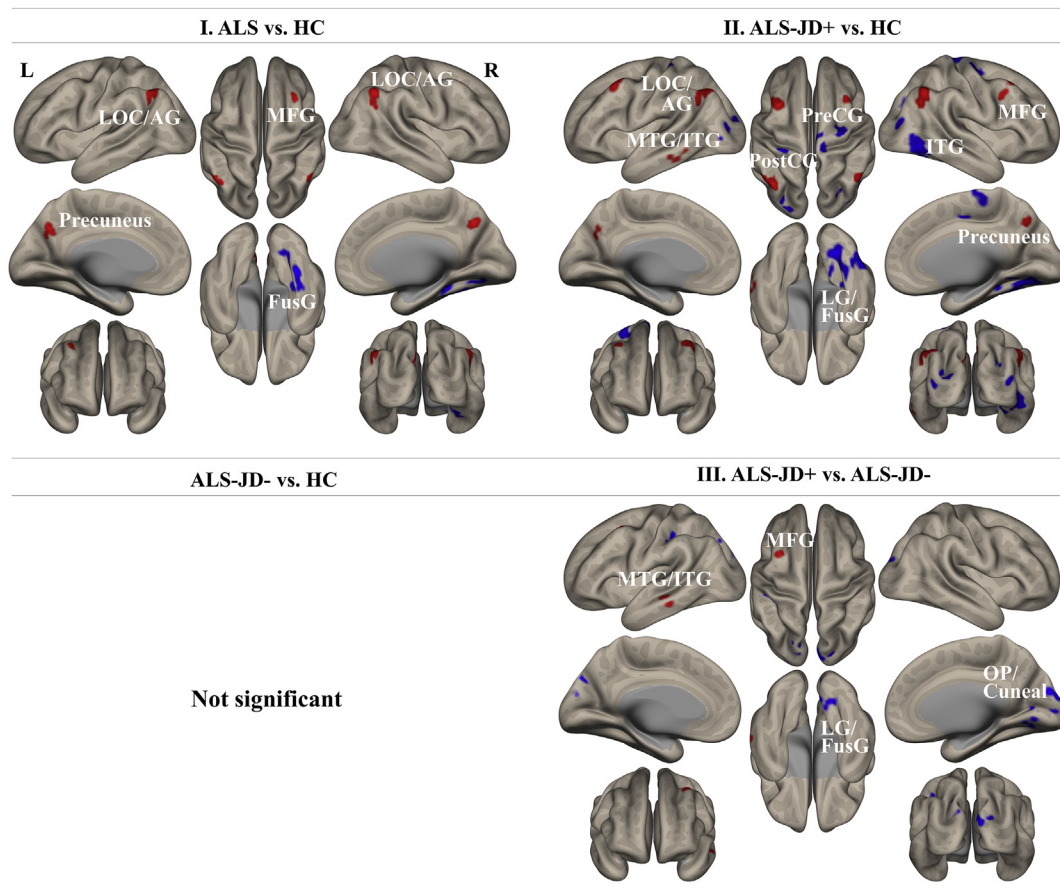 I. ALS vs. HC
II. ALS-JD+ vs. HC
L
LOC/AG
MFG
LOC/AG
R
Precuneus
FusG
LOC/
AG
MTG/ITG
PostCG
PreCG
MFG
ITG
Precuneus
LG/
FusG
ALS-JD- vs. HC
III. ALS-JD+ vs. ALS-JD-
Not significant
MFG
MTG/ITG
OP/
Cuneal
LG/
FusG